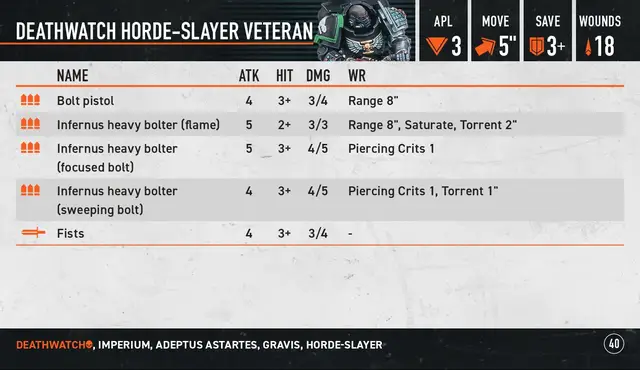 DEATHWATCH HORDE-SLAYER VETERAN
APL 3
MOVE 5"
SAVE 3+
WOUNDS 18
NAME ATK HIT DMG WR
Bolt pistol 4 3+ 3/4 Range 8"
Infernus heavy bolter (flame) 5 2+ 3/3 Range 8", Saturate, Torrent 2"
Infernus heavy bolter 5 3+ 4/5 Piercing Crits 1
(focused bolt)
Infernus heavy bolter 4 3+ 4/5 Piercing Crits 1, Torrent 1"
(sweeping bolt)
Fists 4 3+ 3/4 -
DEATHWATCH, IMPERIUM, ADEPTUS ASTARTES, GRAVIS, HORDE-SLAYER
40